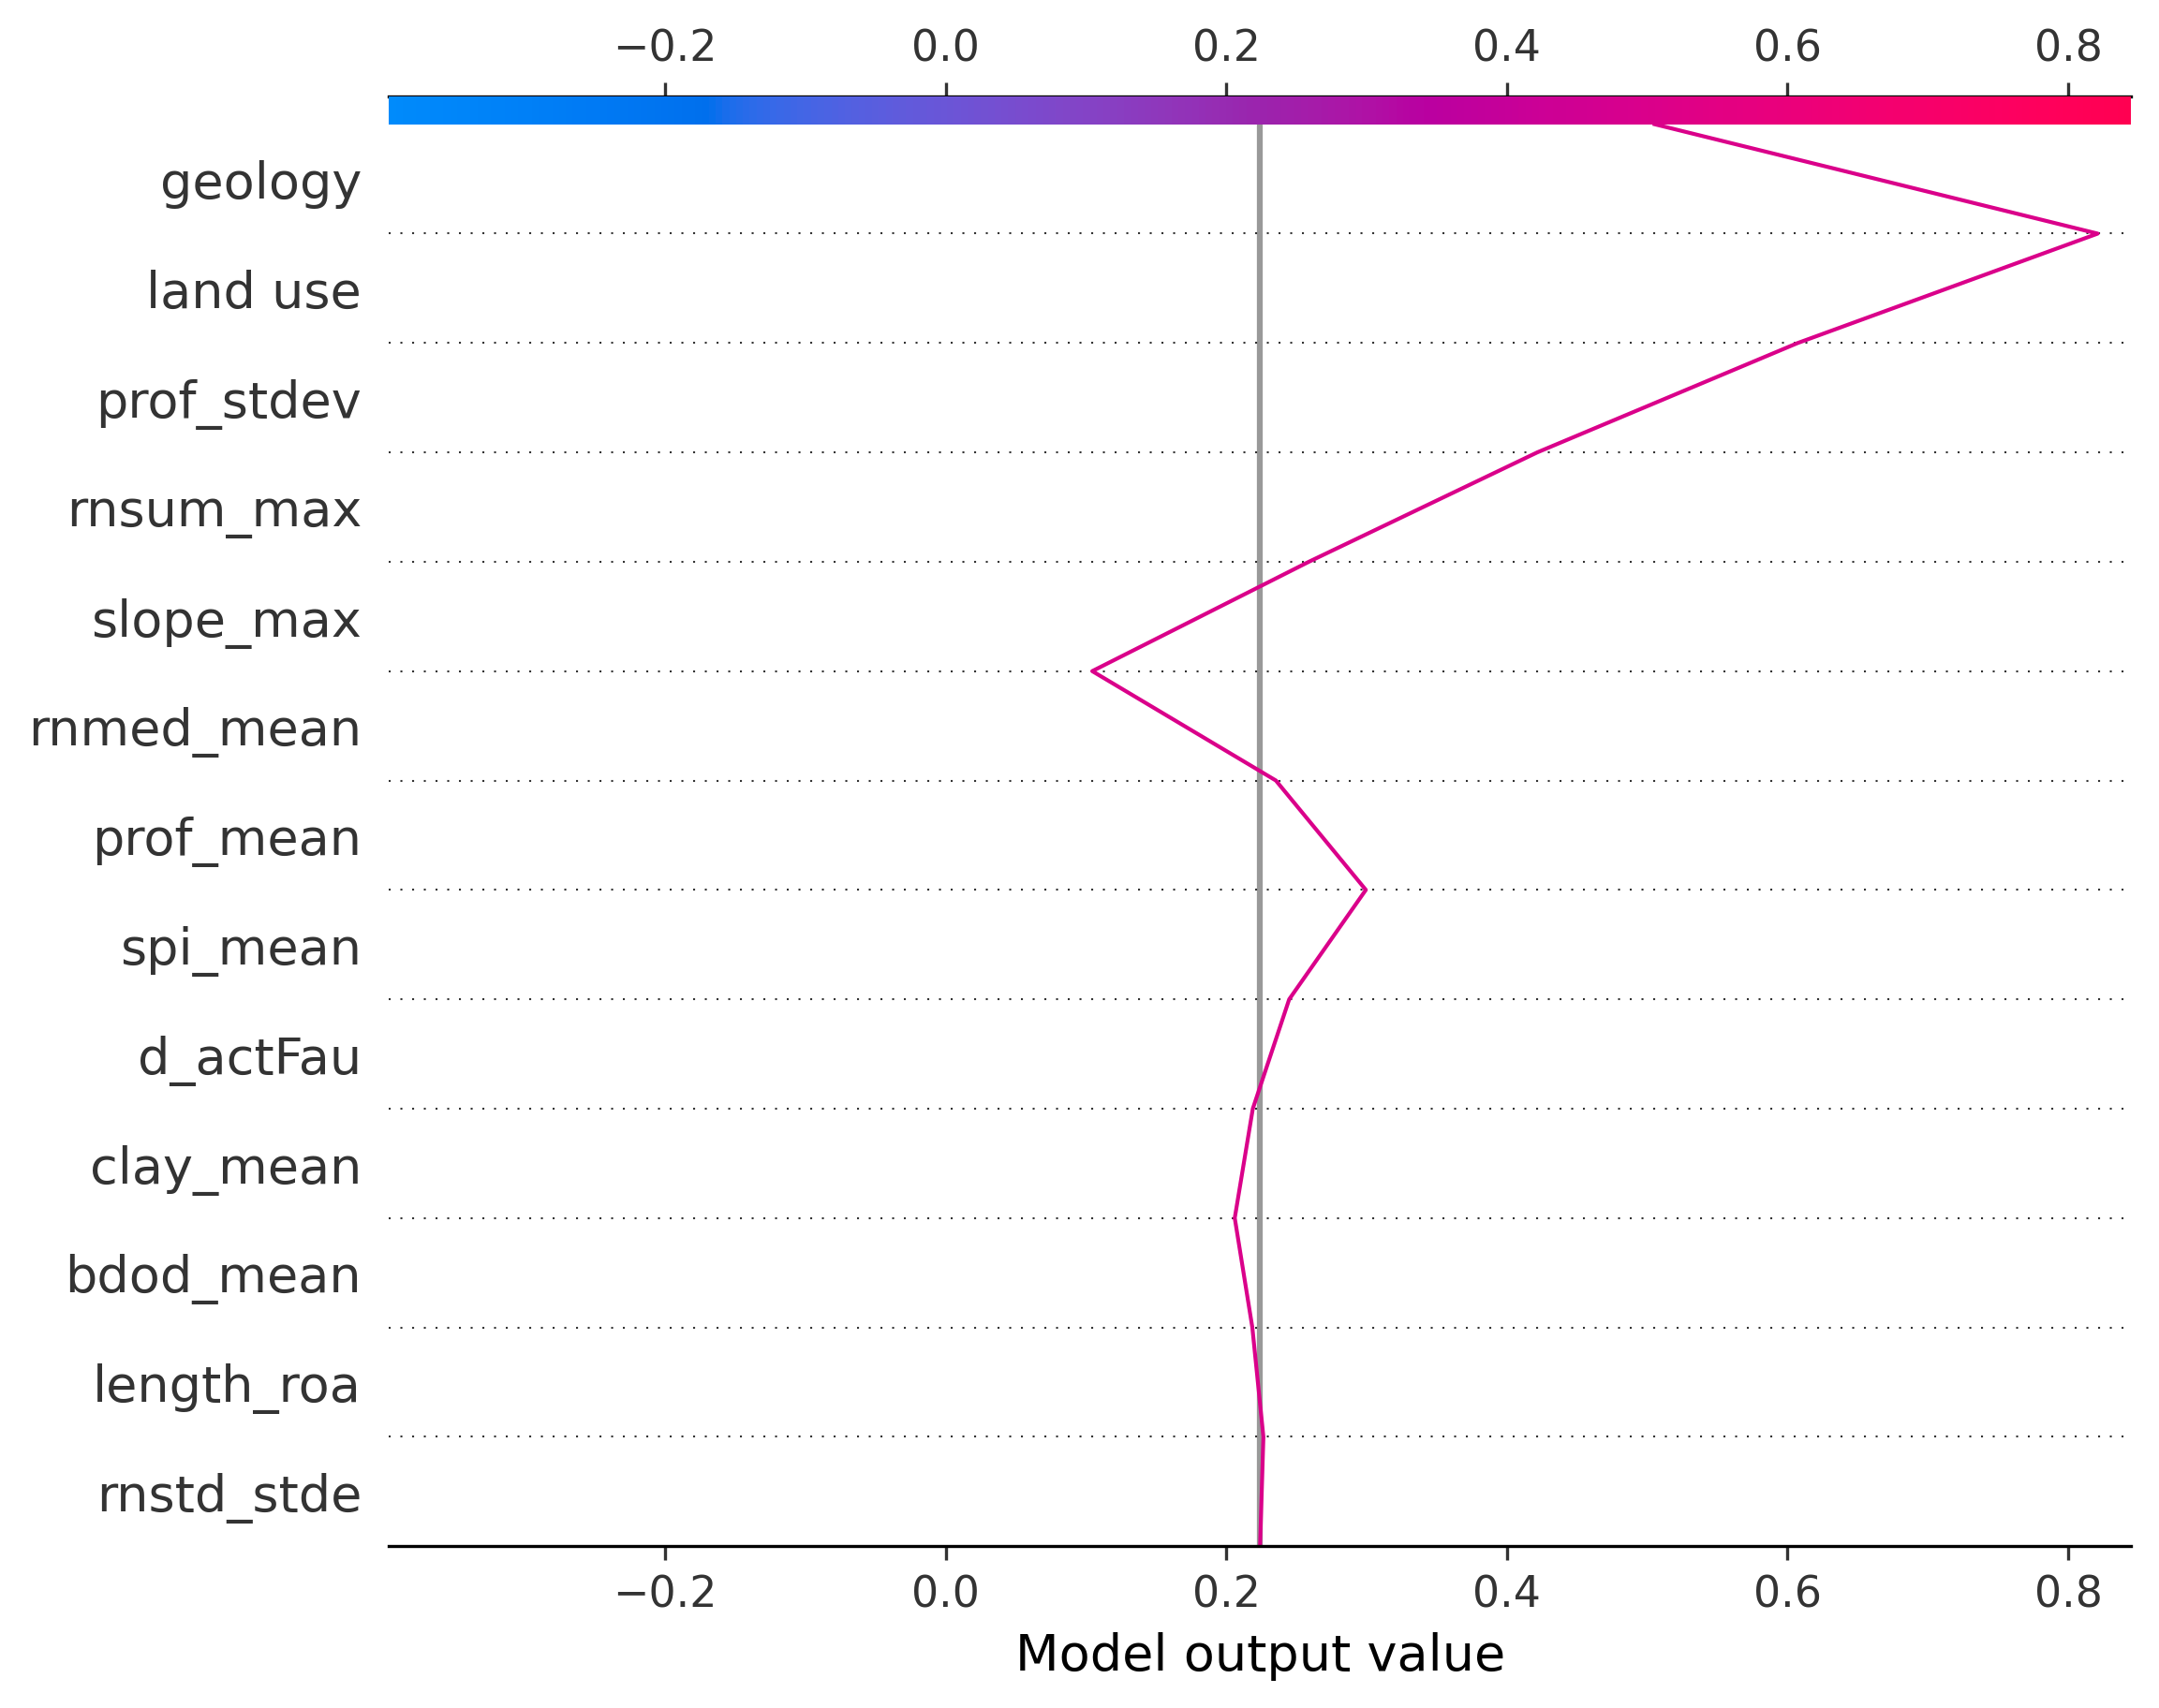 −0.2 0.0 0.2 0.4 0.6 0.8
geology
land use
prof_stdev
rnsum_max
slope_max
rnmed_mean
prof_mean
spi_mean
d_actFau
clay_mean
bdod_mean
length_roa
rnstd_stde
−0.2 0.0 0.2 0.4 0.6 0.8
Model output value